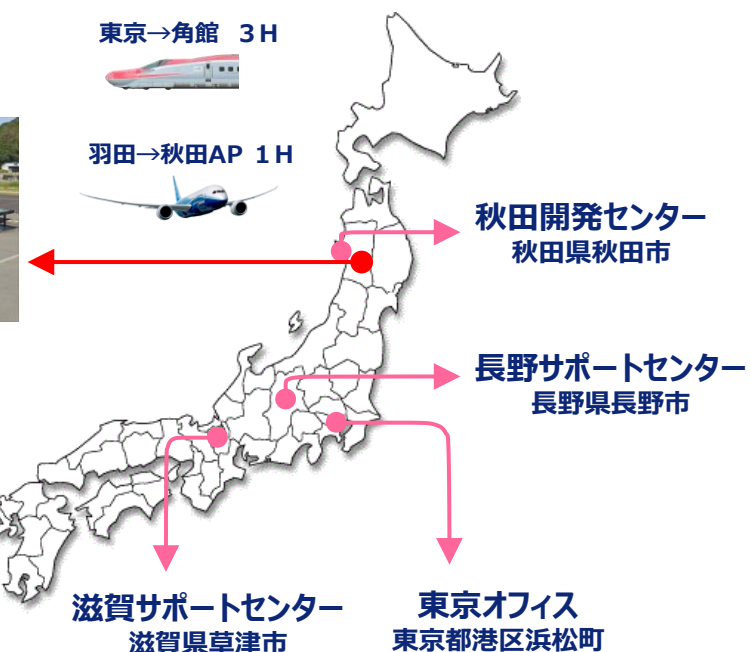 東京→角館 3H
羽田→秋田AP 1H
秋田開発センター
秋田県秋田市
長野サポートセンター
長野県長野市
滋賀サポートセンター
滋賀県草津市
東京オフィス
東京都港区浜松町